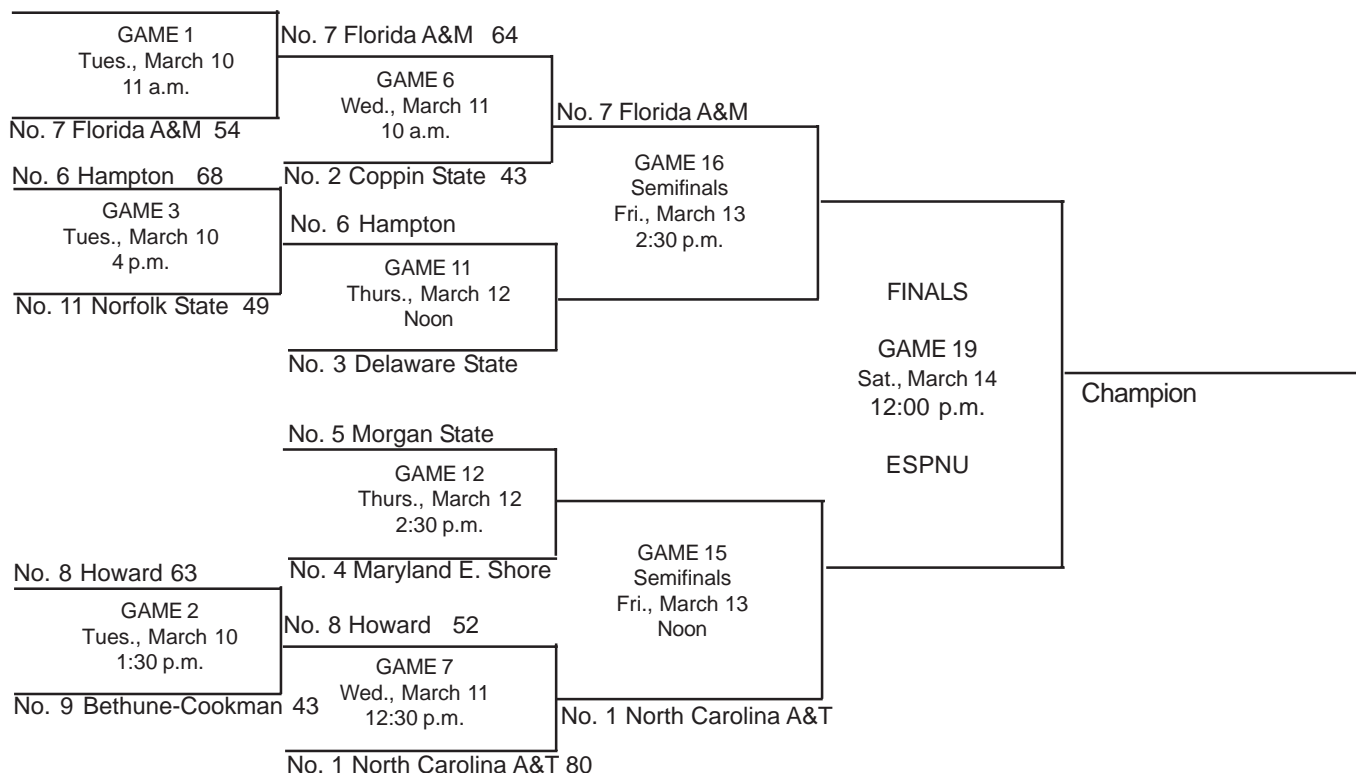 GAME 1
Tues., March 10
11 a.m.
No. 7 Florida A&M 54
No. 6 Hampton 68
GAME 3
Tues., March 10
4 p.m.
No. 11 Norfolk State 49
No. 8 Howard 63
GAME 2
Tues., March 10
1:30 p.m.
No. 9 Bethune-Cookman 43
No. 7 Florida A&M 64
GAME 6
Wed., March 11
10 a.m.
No. 2 Coppin State 43
No. 6 Hampton
GAME 11
Thurs., March 12
Noon
No. 3 Delaware State
No. 5 Morgan State
GAME 12
Thurs., March 12
2:30 p.m.
No. 4 Maryland E. Shore
No. 8 Howard 52
GAME 7
Wed., March 11
12:30 p.m.
No. 1 North Carolina A&T 80
No. 7 Florida A&M
GAME 16
Semifinals
Fri., March 13
2:30 p.m.
GAME 15
Semifinals
Fri., March 13
Noon
No. 1 North Carolina A&T
FINALS
GAME 19
Sat., March 14
12:00 p.m.
ESPNU
Champion